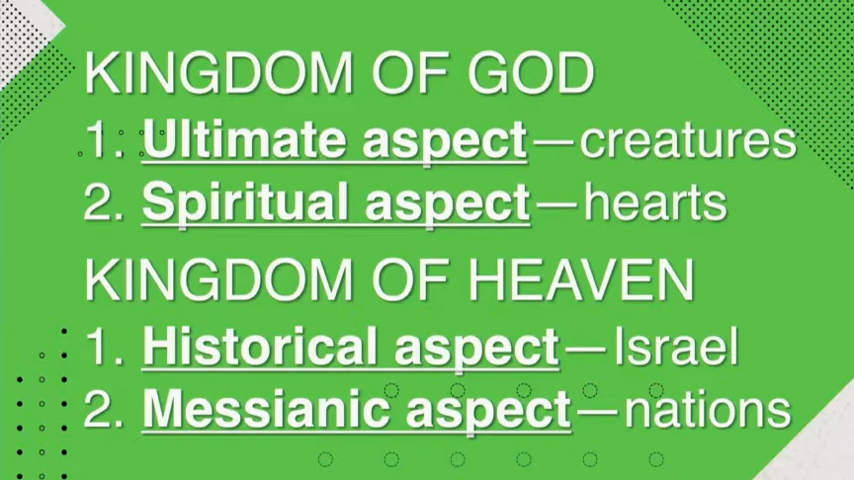 KINGDOM OF GOD
1. Ultimate aspect—creatures
2. Spiritual aspect—hearts
KINGDOM OF HEAVEN
1. Historical aspect—Israel
2. Messianic aspect—nations